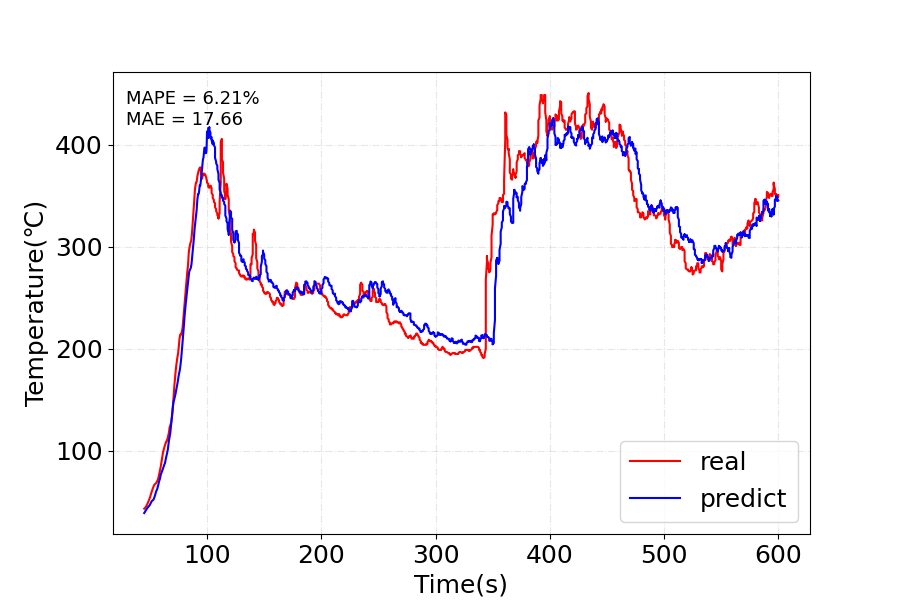 MAPE = 6.21%
MAE = 17.66
Temperature(℃)
400
300
200
100
100 200 300 400 500 600
Time(s)
real
predict